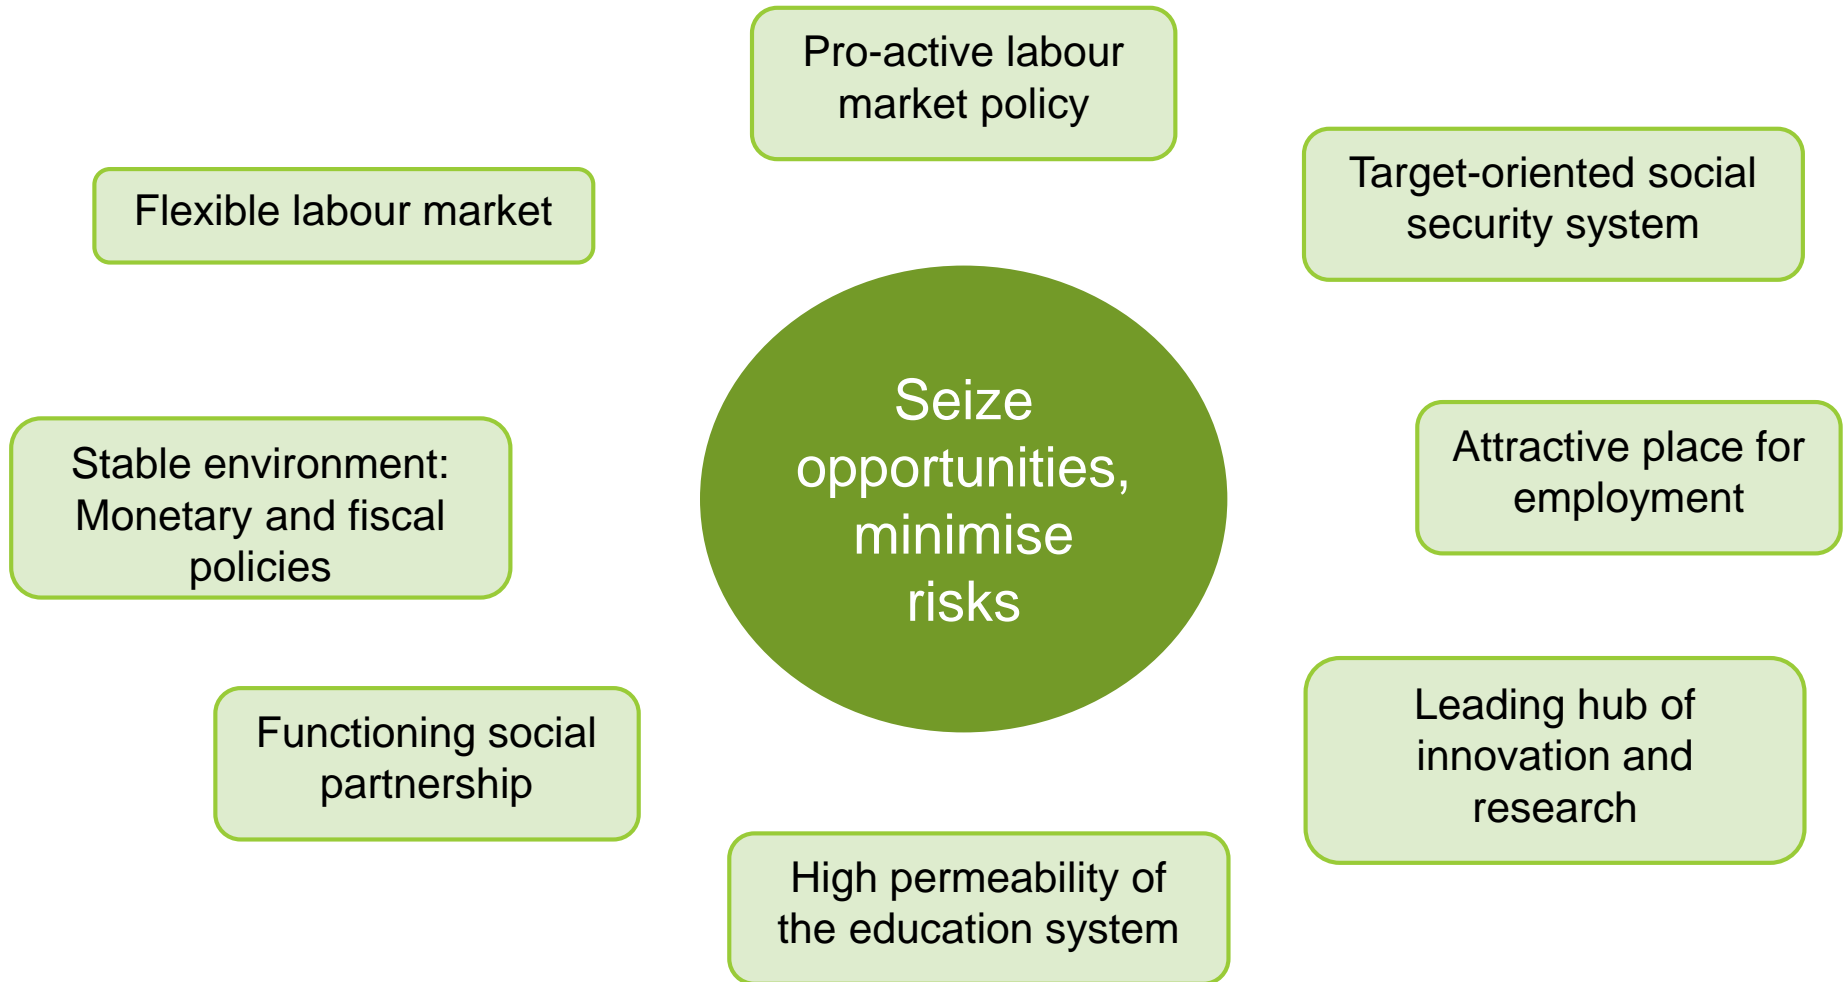 Pro-active labour
market policy
Flexible labour market
Target-oriented social
security system
Seize
opportunities,
minimise
risks
Stable environment:
Monetary and fiscal
policies
Attractive place for
employment
Functioning social
partnership
Leading hub of
innovation and
research
High permeability of
the education system